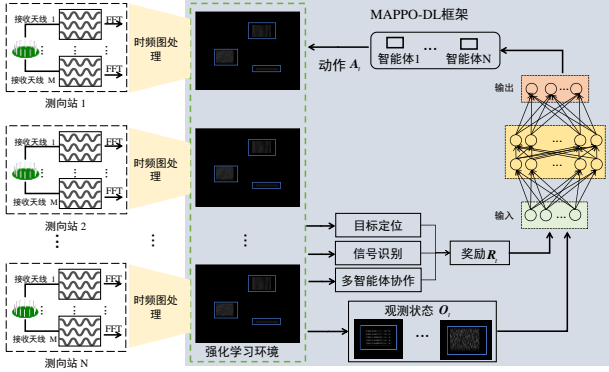 MAPPO-DL框架
接收天线 1
FFT
接收天线 M
FFT
测向站 1
时频图处理
动作 Aₜ
智能体1
...
智能体N
输出
...
接收天线 1
FFT
接收天线 M
FFT
测向站 2
时频图处理
...
输入
...
目标定位
信号识别
多智能体协作
奖励Rₜ
接收天线 1
FFT
接收天线 M
FFT
测向站 N
时频图处理
强化学习环境
观测状态 Oₜ
...